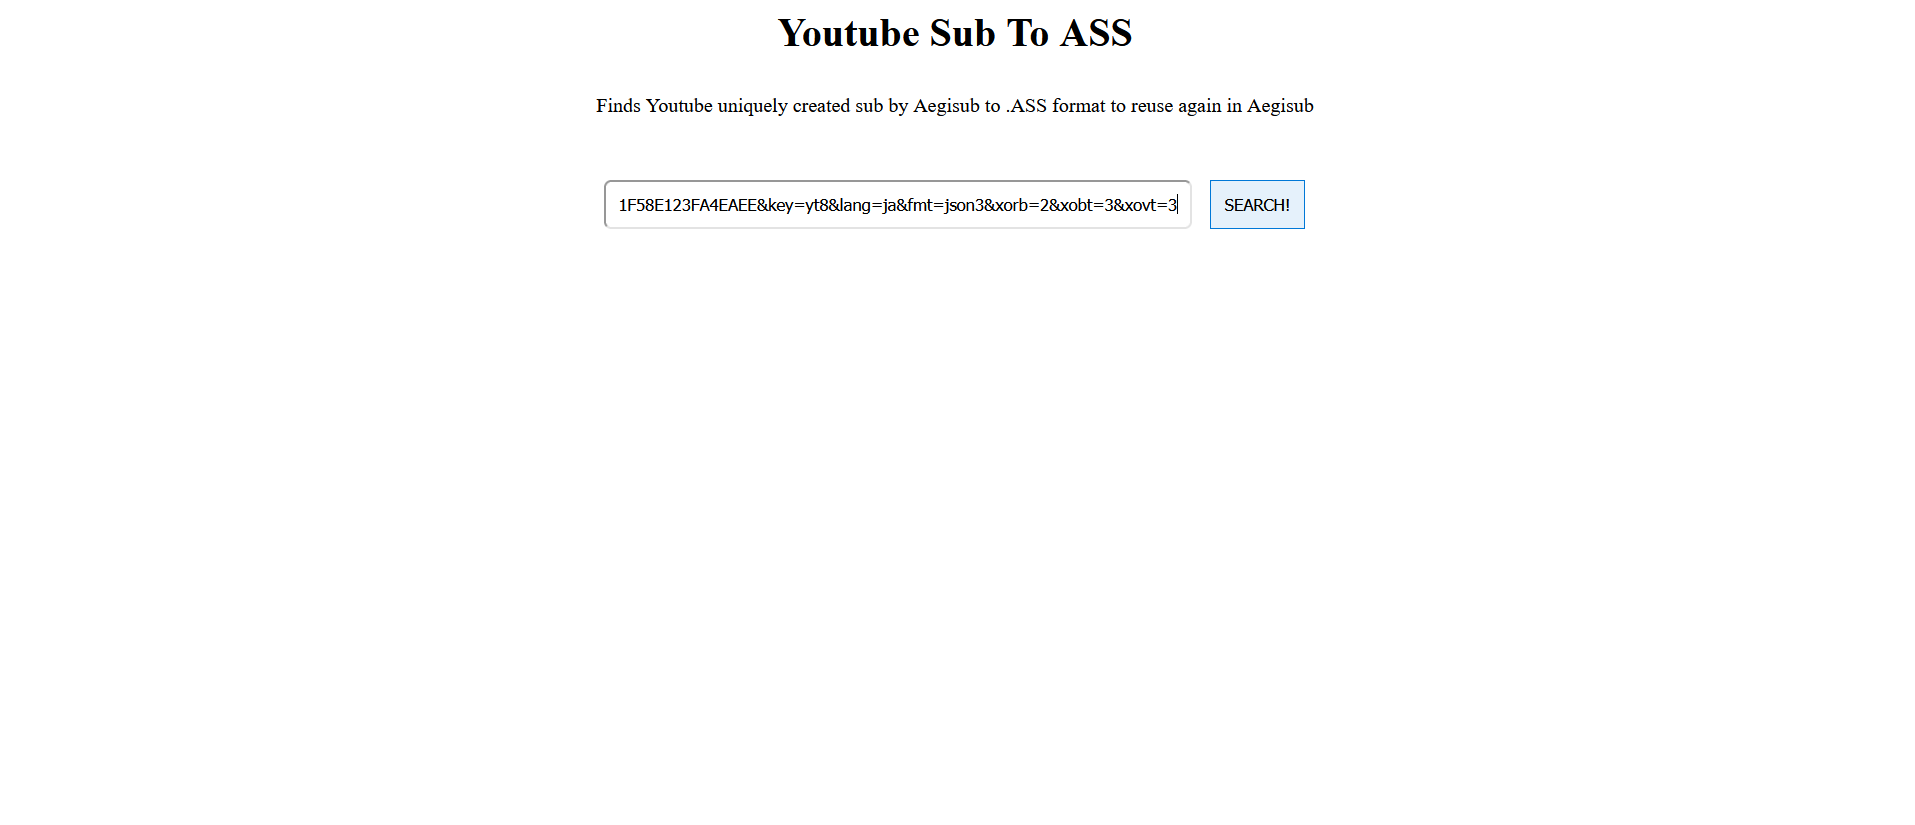 Youtube Sub To ASS
Finds Youtube uniquely created sub by Aegisub to .ASS format to reuse again in Aegisub
1F58E123FA4EAEE&key=yt8&lang=ja&fmt=json3&xorb=2&xobt=3&xovt=3
SEARCH!